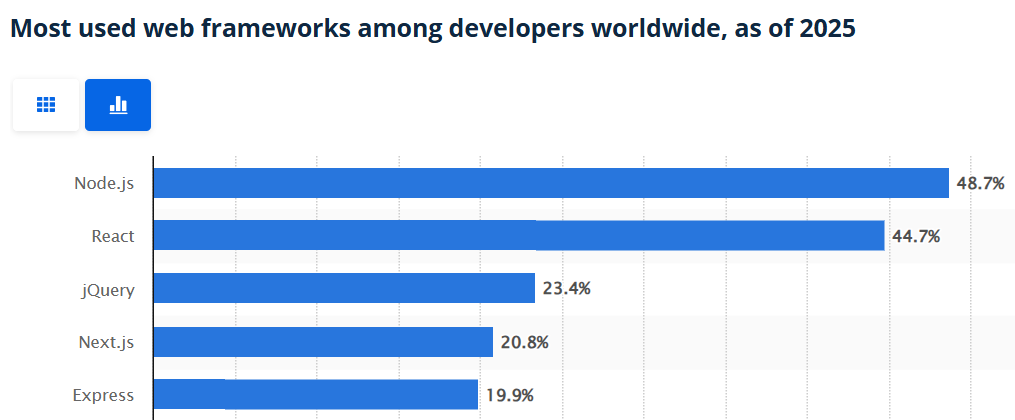 Most used web frameworks among developers worldwide, as of 2025
Node.js 48.7%
React 44.7%
jQuery 23.4%
Next.js 20.8%
Express 19.9%